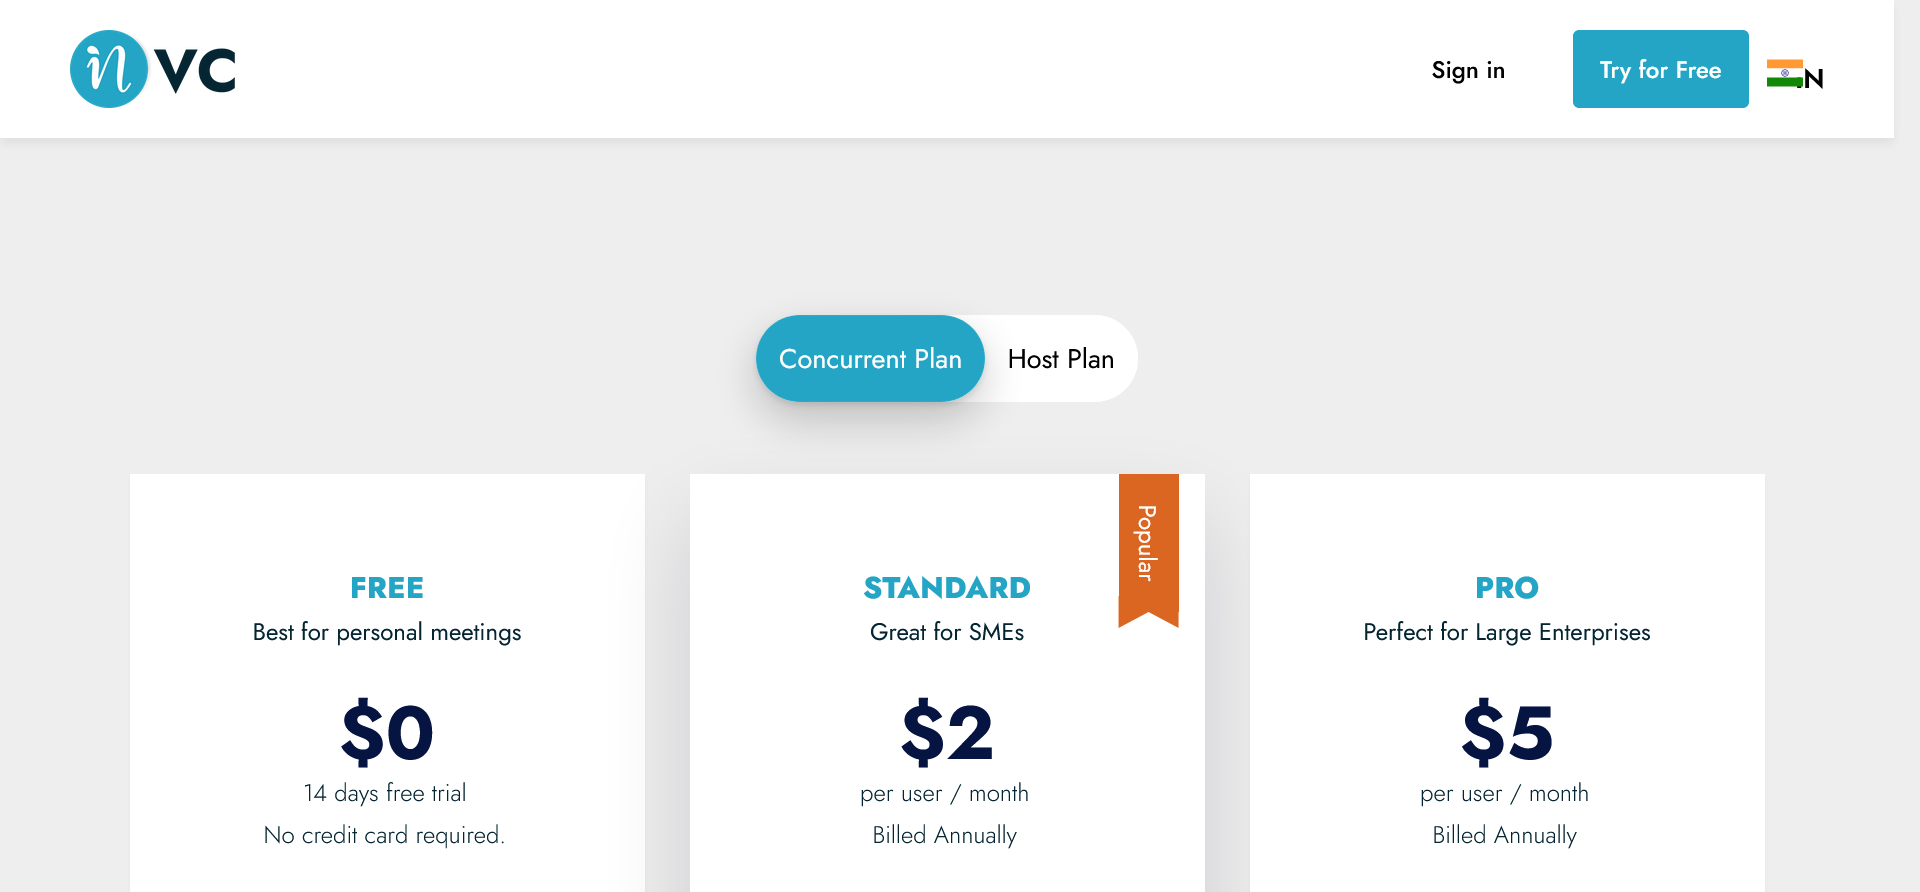 n VC
Sign in
Try for Free
IN
Concurrent Plan
Host Plan
FREE
Best for personal meetings
$0
14 days free trial
No credit card required.
Popular
STANDARD
Great for SMEs
$2
per user / month
Billed Annually
PRO
Perfect for Large Enterprises
$5
per user / month
Billed Annually